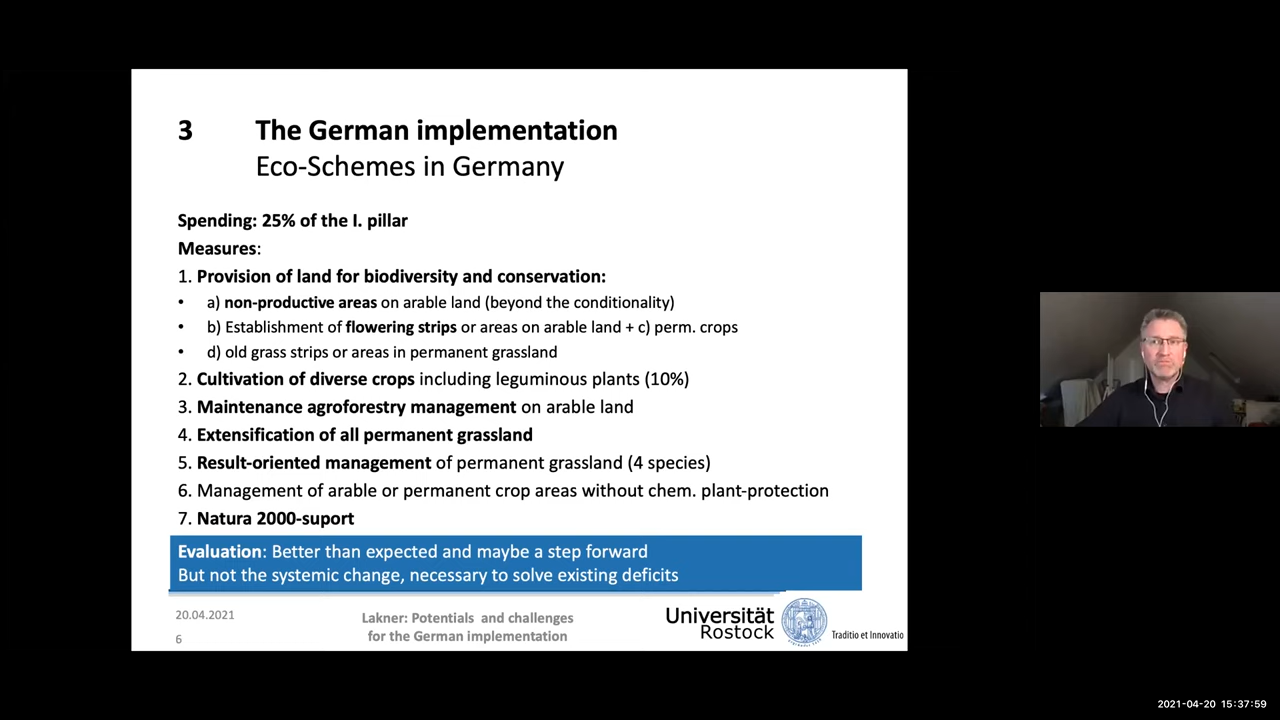 3 The German implementation
Eco-Schemes in Germany
Spending: 25% of the I. pillar
Measures:
1. Provision of land for biodiversity and conservation:
• a) non-productive areas on arable land (beyond the conditionality)
• b) Establishment of flowering strips or areas on arable land + c) perm. crops
• d) old grass strips or areas in permanent grassland
2. Cultivation of diverse crops including leguminous plants (10%)
3. Maintenance agroforestry management on arable land
4. Extensification of all permanent grassland
5. Result-oriented management of permanent grassland (4 species)
6. Management of arable or permanent crop areas without chem. plant-protection
7. Natura 2000-suport
Evaluation: Better than expected and maybe a step forward
But not the systemic change, necessary to solve existing deficits
20.04.2021
6
Lakner: Potentials and challenges
for the German implementation
Universität
Rostock
Traditio et Innovatio
2021-04-20 15:37:59